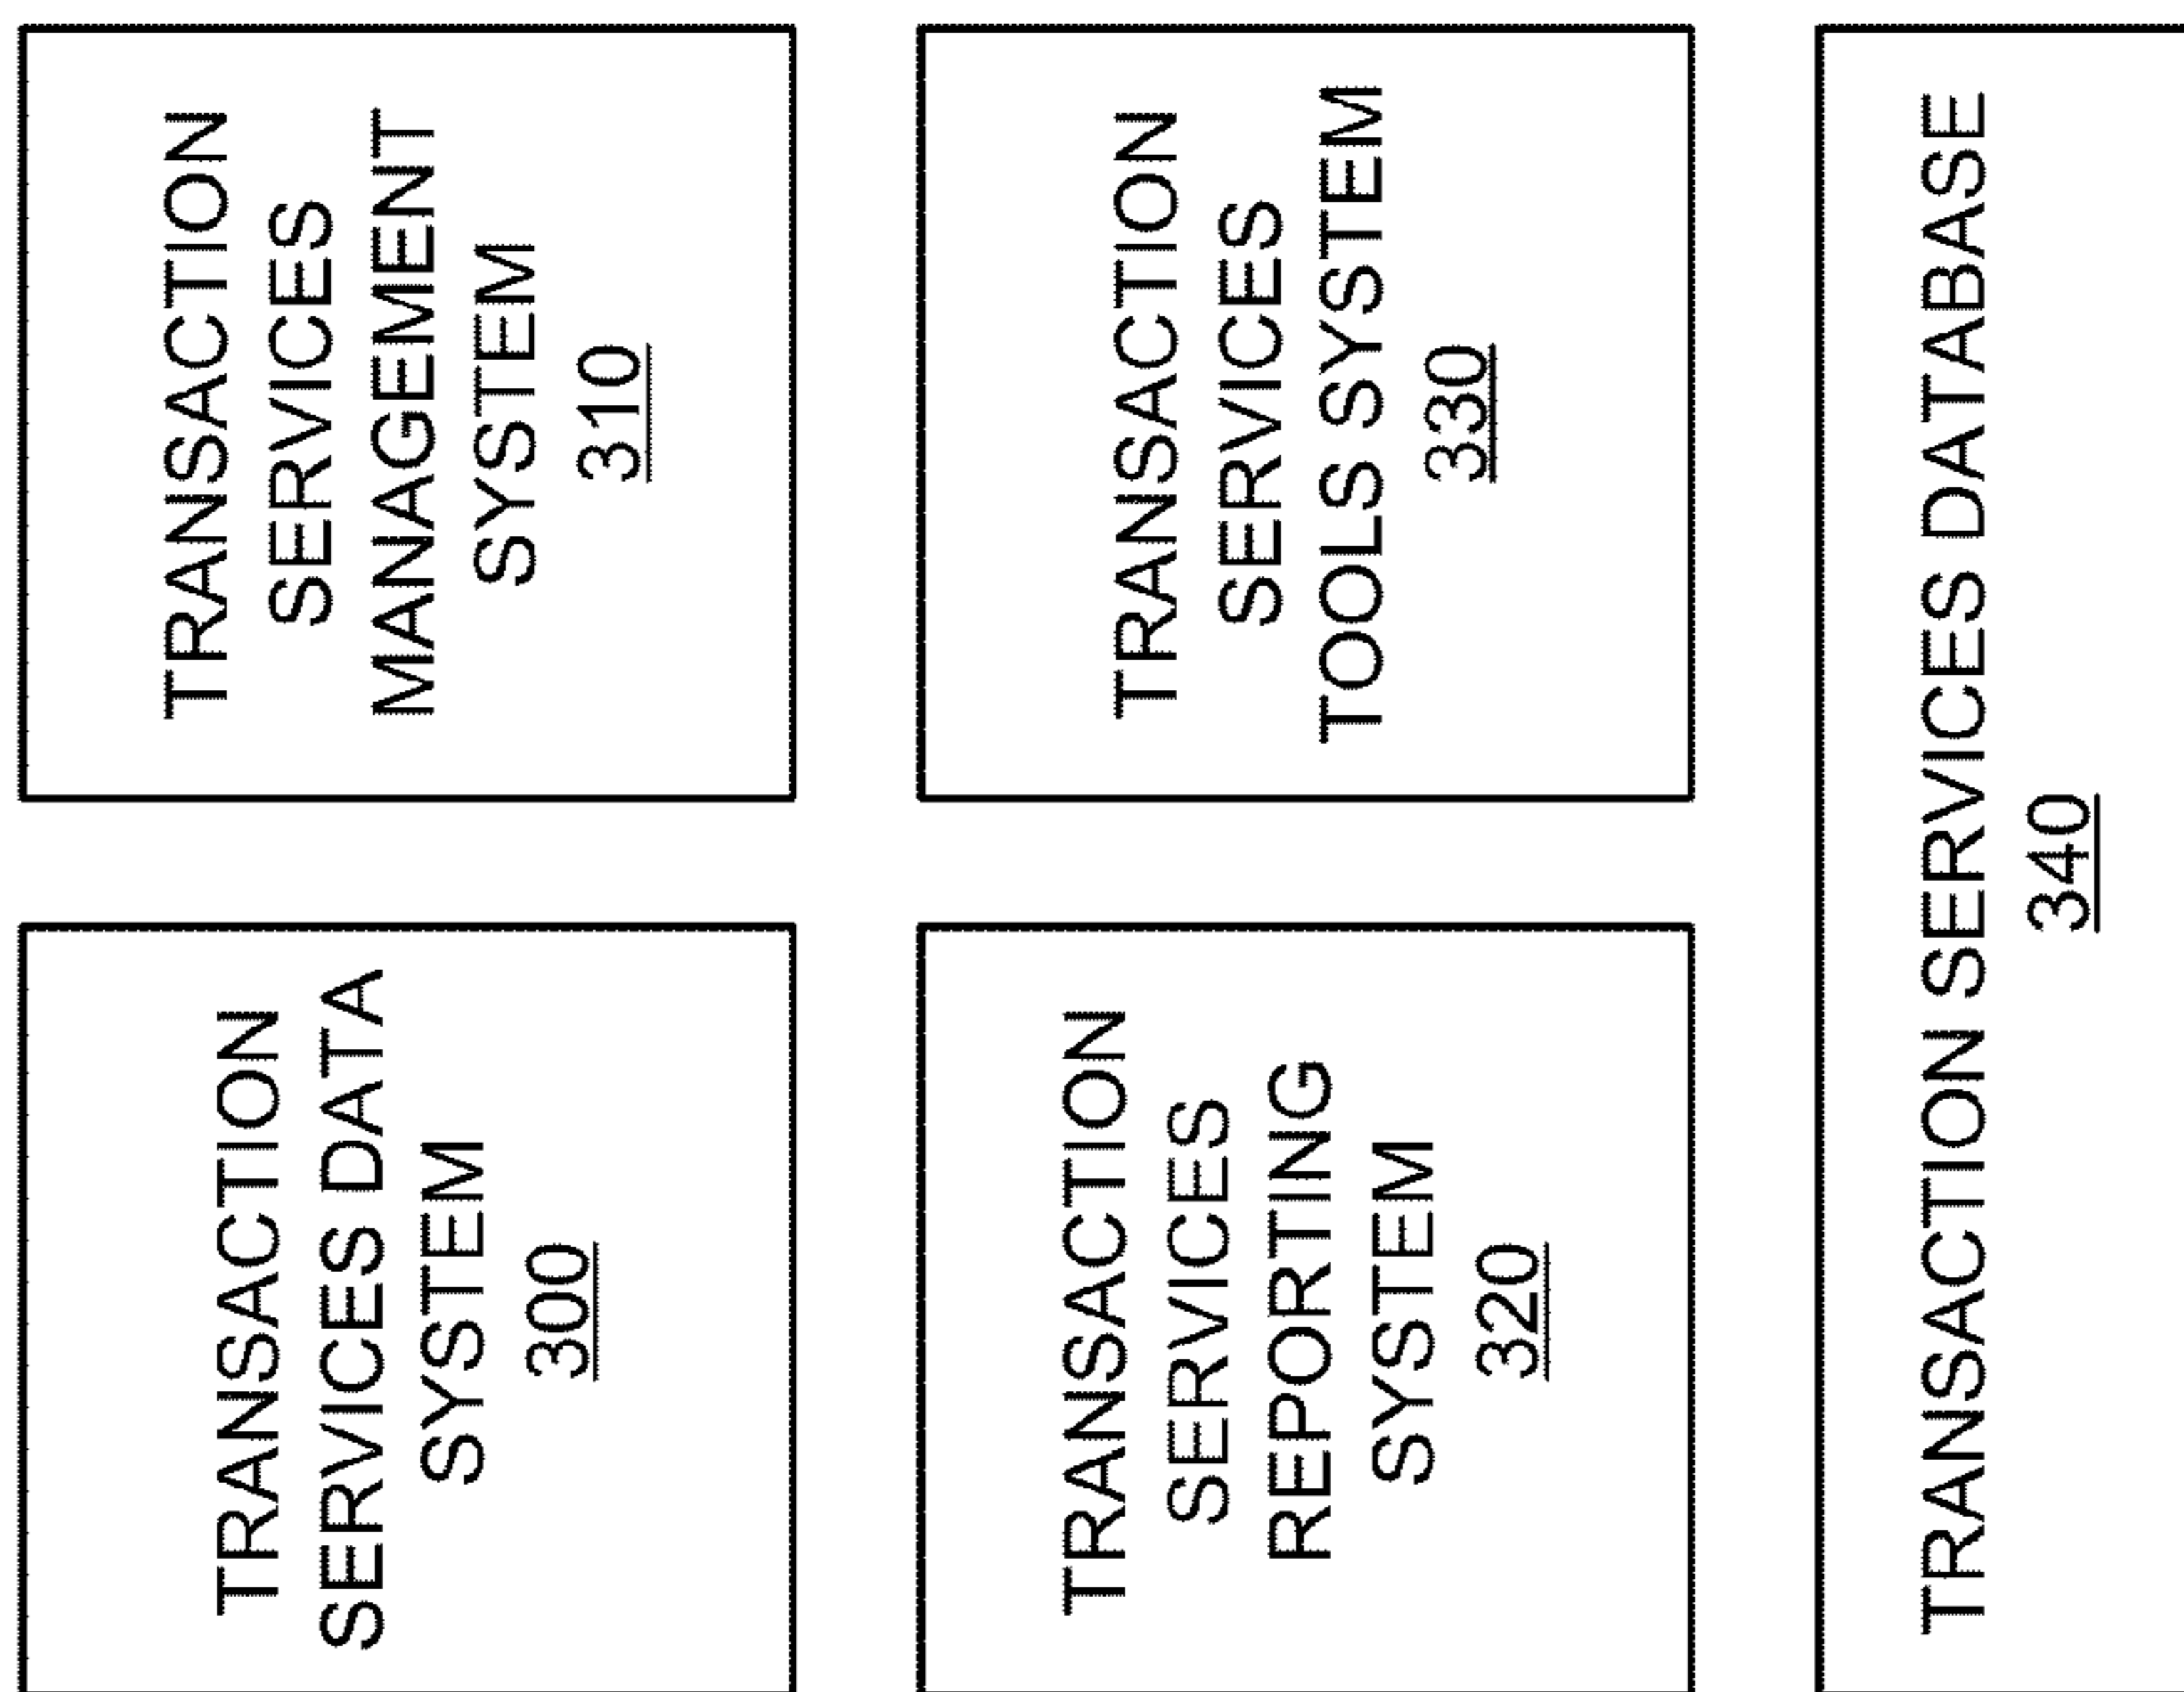 TRANSACTION
SERVICES DATA
SYSTEM
300
TRANSACTION
SERVICES
MANAGEMENT
SYSTEM
310
TRANSACTION
SERVICES
REPORTING
SYSTEM
320
TRANSACTION
SERVICES
TOOLS SYSTEM
330
TRANSACTION SERVICES DATABASE
340